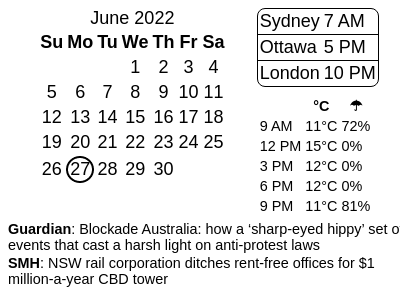 June 2022
Su Mo Tu We Th Fr Sa
1 2 3 4
5 6 7 8 9 10 11
12 13 14 15 16 17 18
19 20 21 22 23 24 25
26 27 28 29 30
Sydney 7 AM
Ottawa 5 PM
London 10 PM
°C ☂
9 AM 11°C 72%
12 PM 15°C 0%
3 PM 12°C 0%
6 PM 12°C 0%
9 PM 11°C 81%
Guardian: Blockade Australia: how a ‘sharp-eyed hippy’ set o
events that cast a harsh light on anti-protest laws
SMH: NSW rail corporation ditches rent-free offices for $1
million-a-year CBD tower